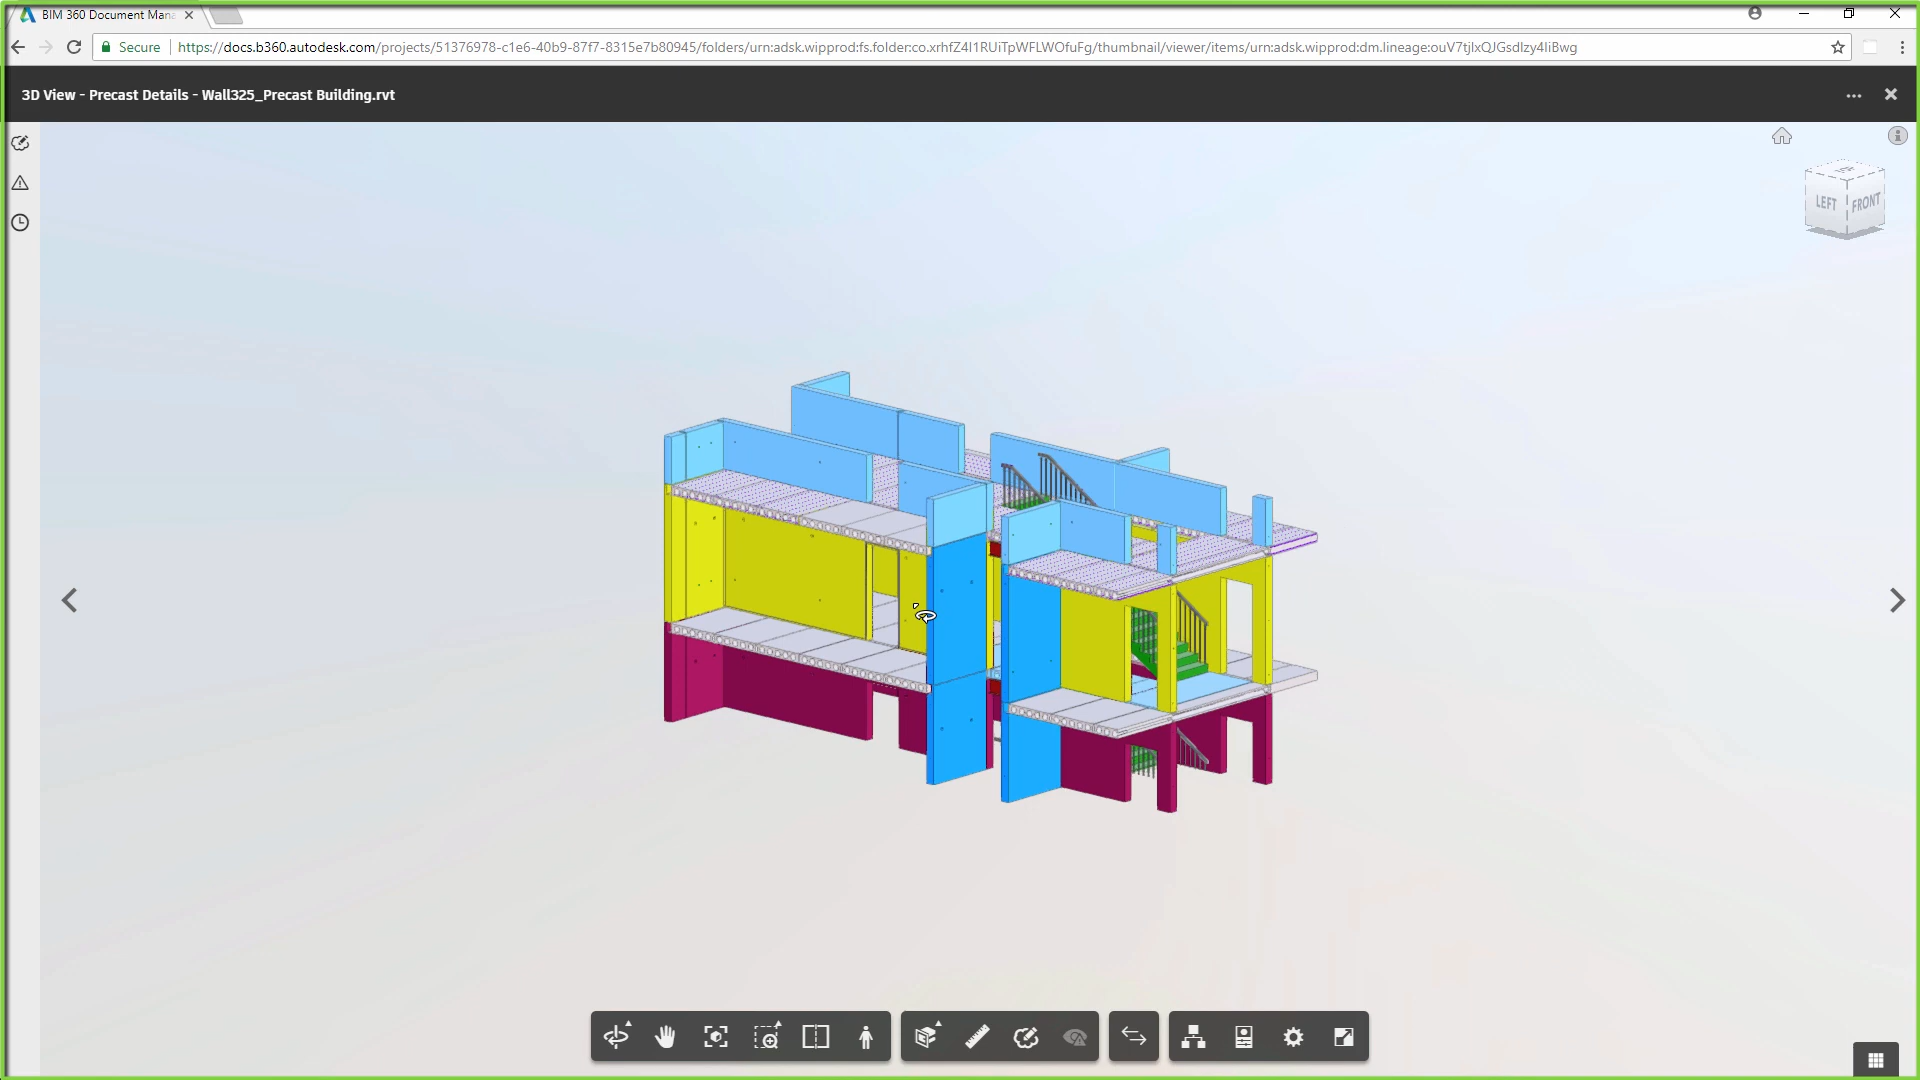 BIM 360 Document Mana
Secure
https://docs.b360.autodesk.com/projects/51376978-c1e6-40b9-87f7-8315e7b80945/folders/urn:adsk.wipprod:fs.folder:co.xrhfZ4I1RUiTpWFLWOfuFg/thumbnail/viewer/items/urn:adsk.wipprod:dm.lineage:ouV7tjIxQJGsdIzy4IiBwg
3D View - Precast Details - Wall325_Precast Building.rvt
LEFT FRONT